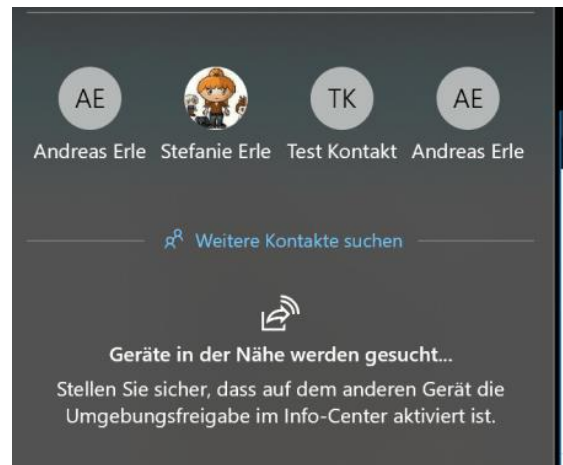 AE TK AE
Andreas Erle Stefanie Erle Test Kontakt Andreas Erle
Weitere Kontakte suchen
Geräte in der Nähe werden gesucht...
Stellen Sie sicher, dass auf dem anderen Gerät die
Umgebungsfreigabe im Info-Center aktiviert ist.